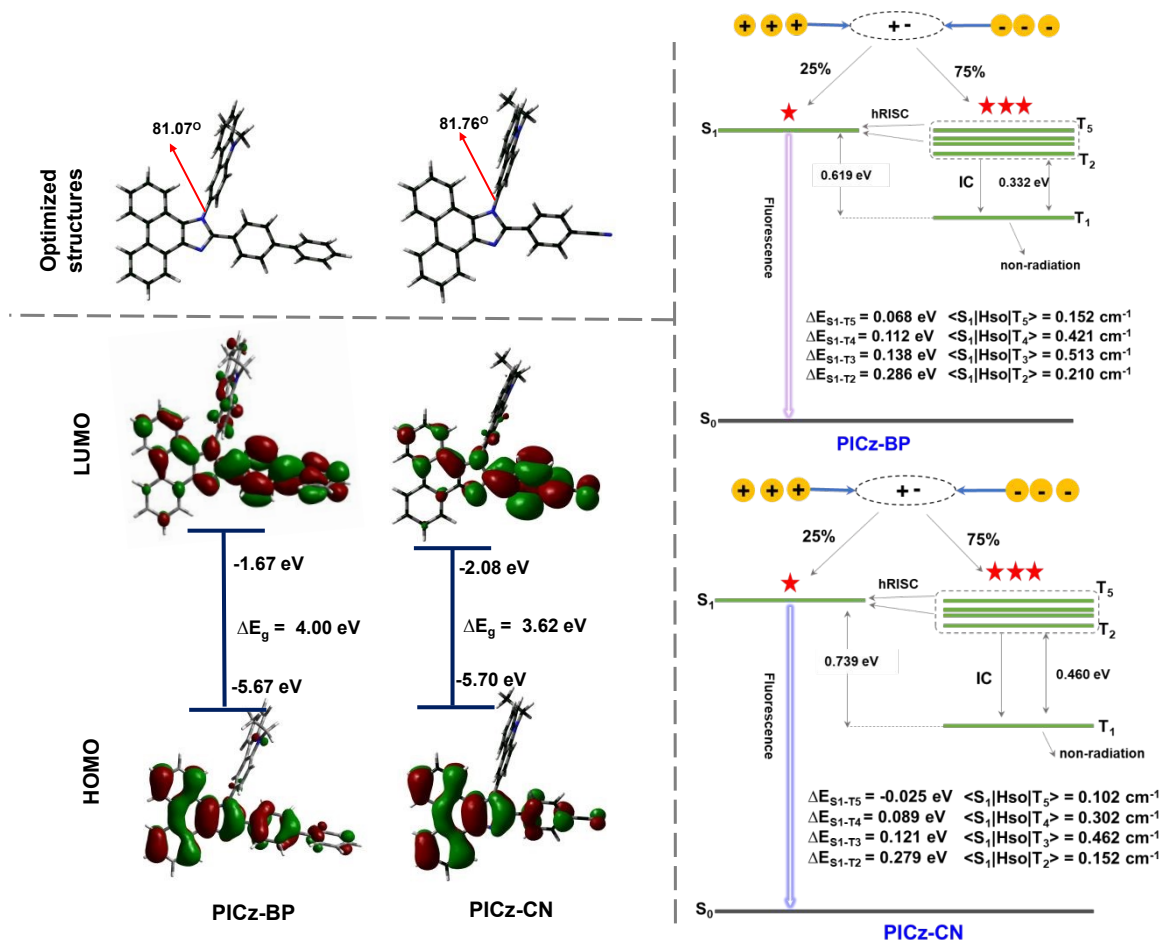 Optimized
structures
81.07°
81.76°
LUMO
-1.67 eV
ΔEg = 4.00 eV
-5.67 eV
-2.08 eV
ΔEg = 3.62 eV
-5.70 eV
HOMO
PICz-BP
PICz-CN
+ + +
+ -
- - -
25%
75%
S1
hRISC
T5
T2
0.619 eV
IC
0.332 eV
T1
Fluorescence
non-radiation
ΔES1-T5 = 0.068 eV <S1|Hso|T5> = 0.152 cm-1
ΔES1-T4 = 0.112 eV <S1|Hso|T4> = 0.421 cm-1
ΔES1-T3 = 0.138 eV <S1|Hso|T3> = 0.513 cm-1
ΔES1-T2 = 0.286 eV <S1|Hso|T2> = 0.210 cm-1
S0
PICz-BP
+ + +
+ -
- - -
25%
75%
S1
hRISC
T5
T2
0.739 eV
IC
0.460 eV
T1
Fluorescence
non-radiation
ΔES1-T5 = -0.025 eV <S1|Hso|T5> = 0.102 cm-1
ΔES1-T4 = 0.089 eV <S1|Hso|T4> = 0.302 cm-1
ΔES1-T3 = 0.121 eV <S1|Hso|T3> = 0.462 cm-1
ΔES1-T2 = 0.279 eV <S1|Hso|T2> = 0.152 cm-1
S0
PICz-CN